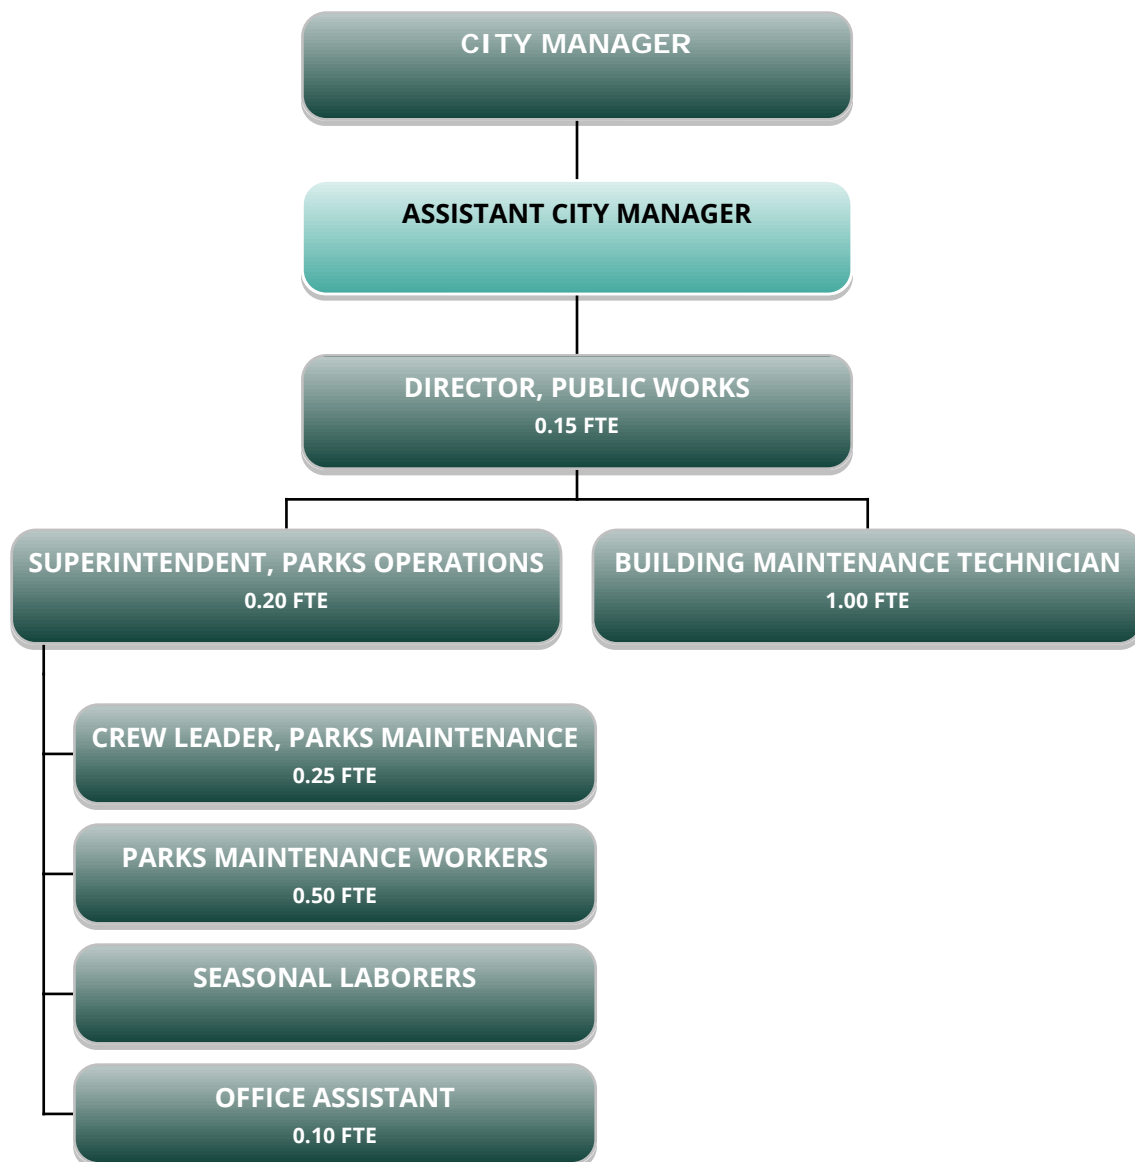 CITY MANAGER
ASSISTANT CITY MANAGER
DIRECTOR, PUBLIC WORKS
0.15 FTE
SUPERINTENDENT, PARKS OPERATIONS
0.20 FTE
BUILDING MAINTENANCE TECHNICIAN
1.00 FTE
CREW LEADER, PARKS MAINTENANCE
0.25 FTE
PARKS MAINTENANCE WORKERS
0.50 FTE
SEASONAL LABORERS
OFFICE ASSISTANT
0.10 FTE